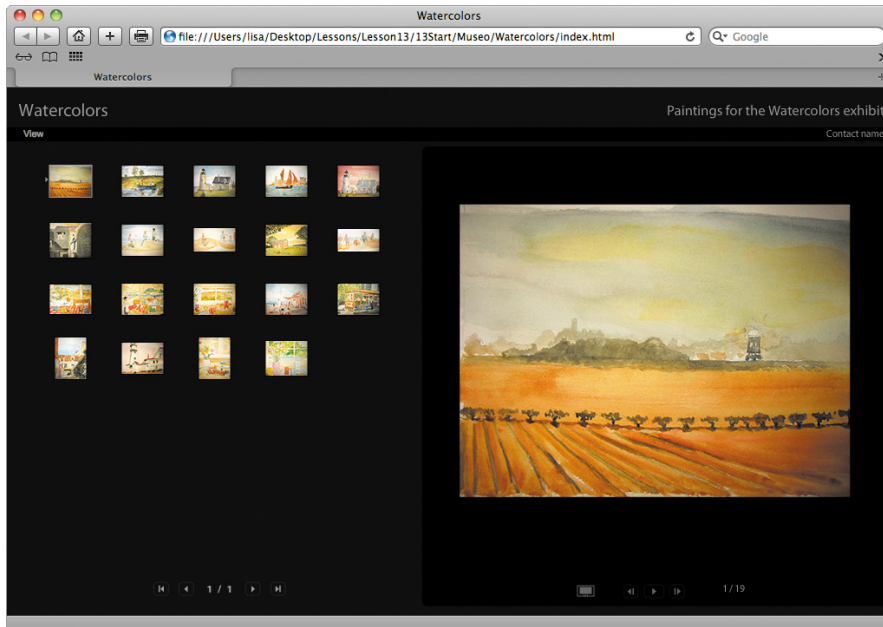 Watercolors
file:///Users/lisa/Desktop/Lessons/Lesson13/13Start/Museo/Watercolors/index.html
Google
Watercolors
Watercolors
Paintings for the Watercolors exhibit
View
Contact name
1 / 1
1 / 19